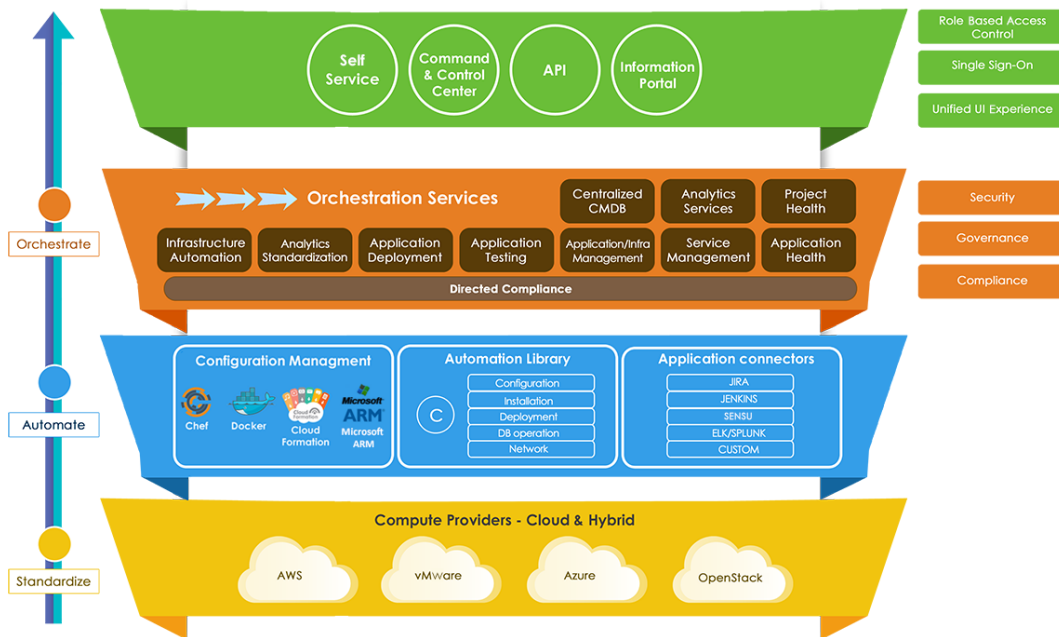 Self
Service
Command
& Control
Center
API
Information
Portal
Role Based Access
Control
Single Sign-On
Unified UI Experience
Orchestrate
Orchestration Services
Centralized
CMDB
Analytics
Services
Project
Health
Infrastructure
Automation
Analytics
Standardization
Application
Deployment
Application
Testing
Application/Infra
Management
Service
Management
Application
Health
Directed Compliance
Security
Governance
Compliance
Automate
Configuration Managment
Chef
Docker
Cloud
Formation
Cloud
Formation
Microsoft
ARM
Microsoft
ARM
Automation Library
C
Configuration
Installation
Deployment
DB operation
Network
Application connectors
JIRA
JENKINS
SENSU
ELK/SPLUNK
CUSTOM
Standardize
Compute Providers - Cloud & Hybrid
AWS
vMware
Azure
OpenStack